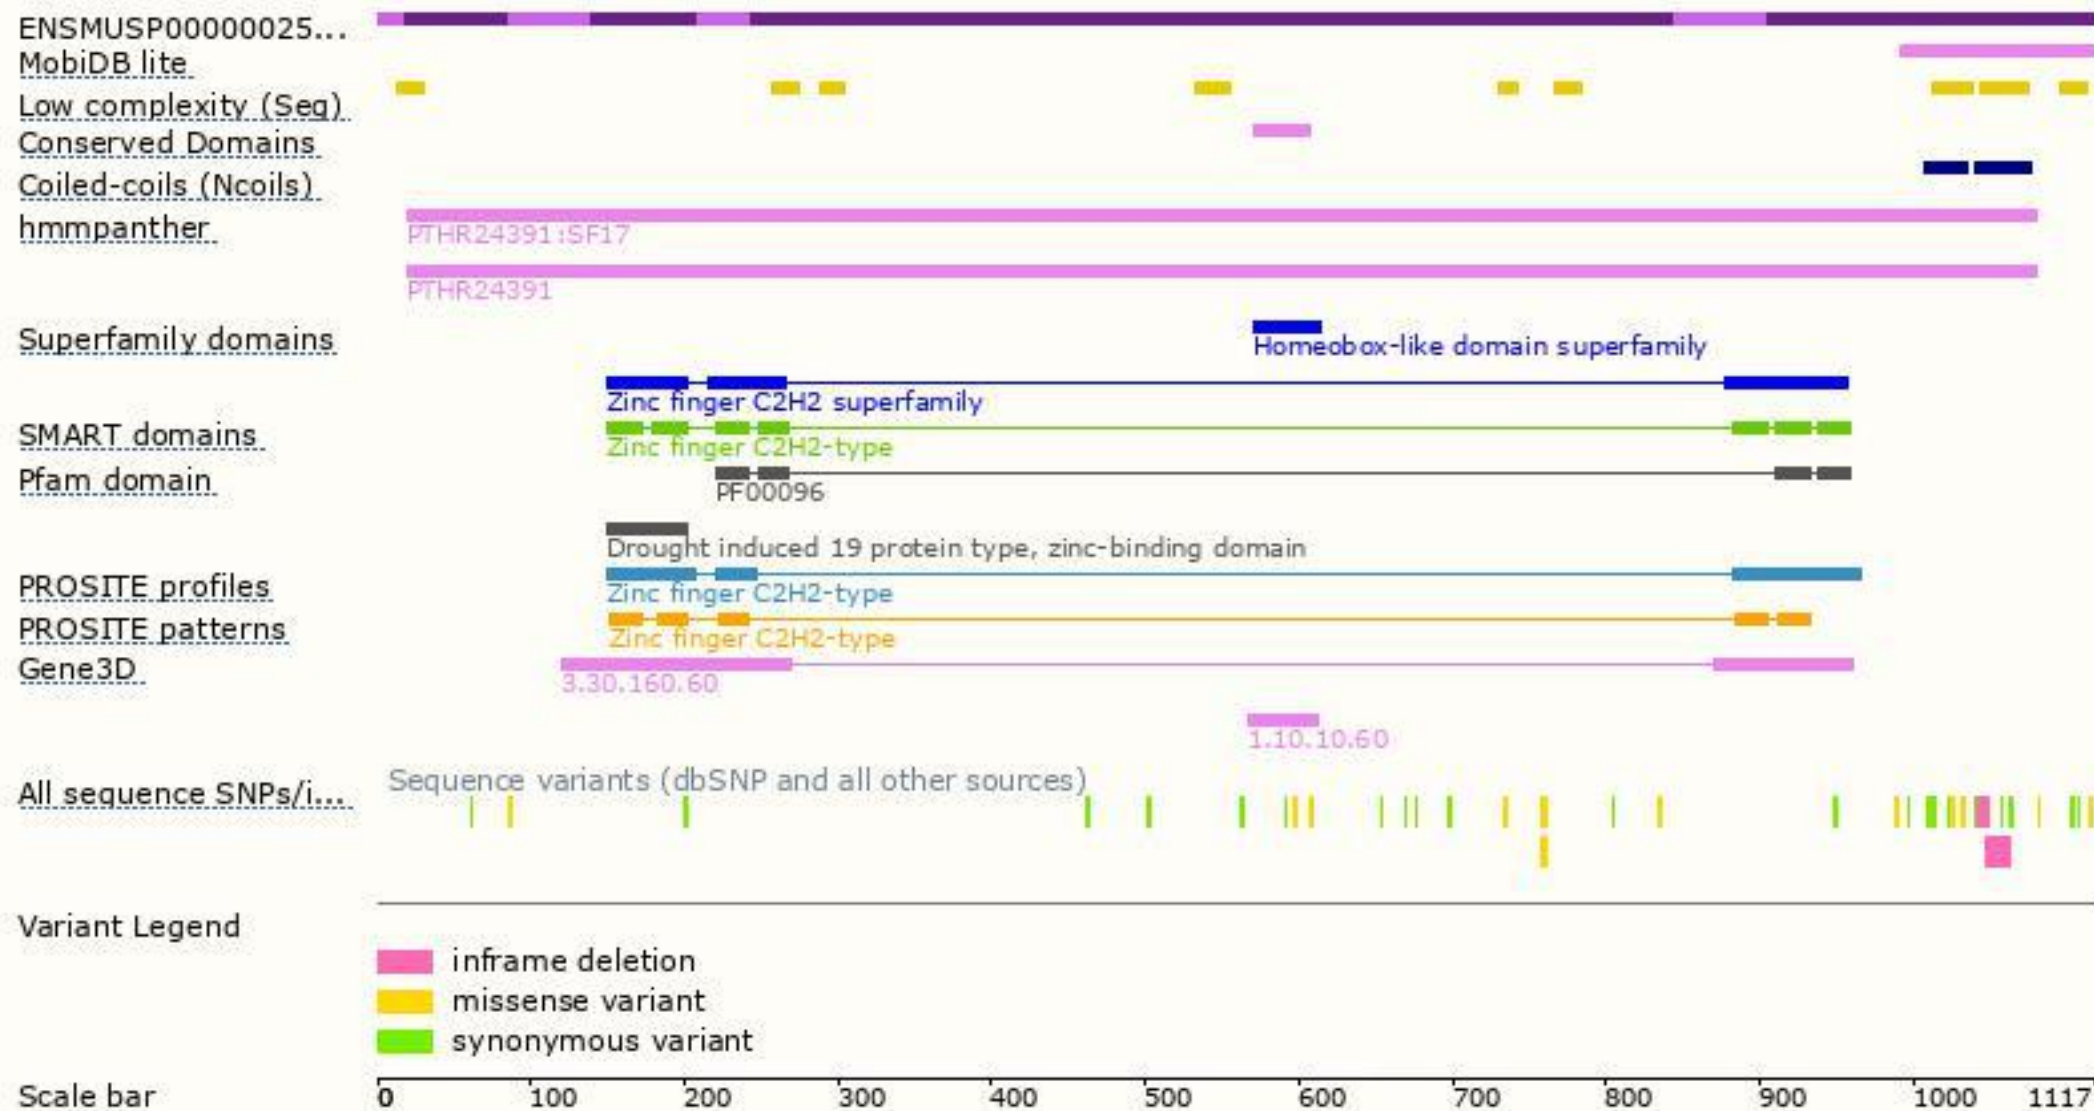 ENSMUSP00000025...
MobiDB lite
Low complexity (Seg)
Conserved Domains
Coiled-coils (Ncoils)
hmmpanther
PTHR24391:SF17
PTHR24391
Superfamily domains
Homeobox-like domain superfamily
Zinc finger C2H2 superfamily
SMART domains
Zinc finger C2H2-type
Pfam domain
PF00096
Drought induced 19 protein type, zinc-binding domain
PROSITE profiles
Zinc finger C2H2-type
PROSITE patterns
Zinc finger C2H2-type
Gene3D
3.30.160.60
1.10.10.60
Sequence variants (dbSNP and all other sources)
All sequence SNPs/i...
Variant Legend
inframe deletion
missense variant
synonymous variant
Scale bar 0 100 200 300 400 500 600 700 800 900 1000 1117